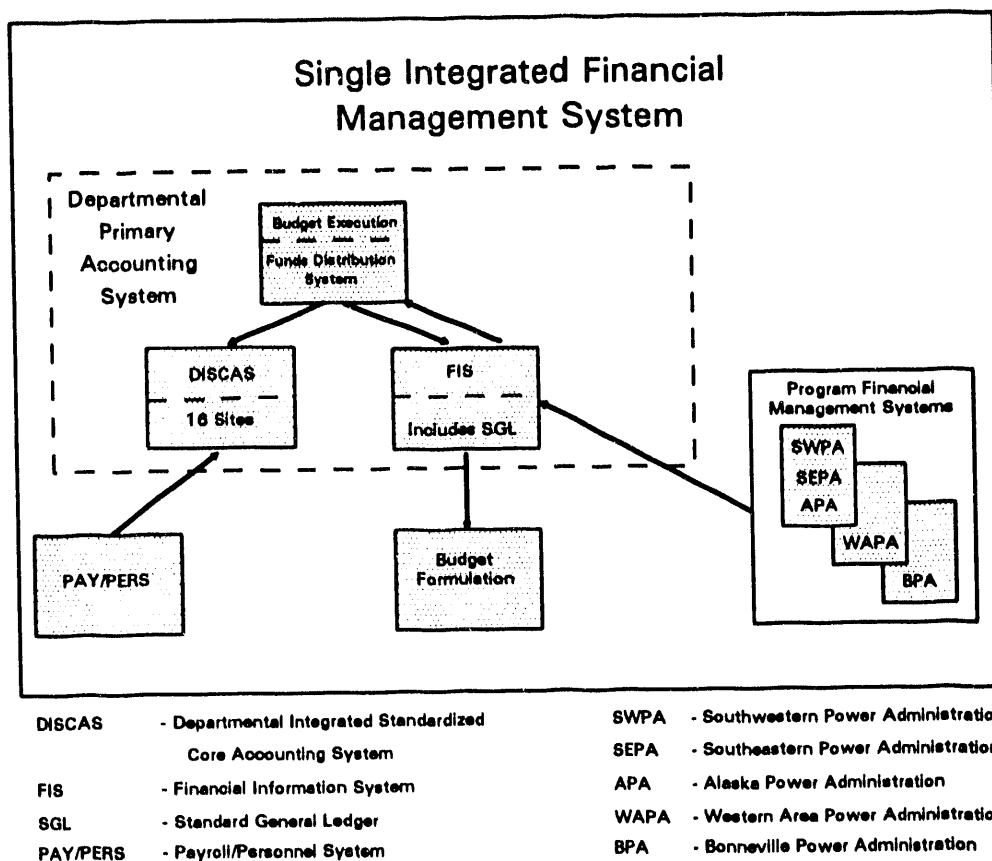 Single Integrated Financial
Management System
Departmental
Primary
Accounting
System
Budget Execution
Funds Distribution
System
DISCAS
16 Sites
FIS
Includes SGL
Program Financial
Management Systems
SWPA
SEPA
APA
WAPA
BPA
PAY/PERS
Budget
Formulation
DISCAS - Departmental Integrated Standardized
Core Accounting System
FIS - Financial Information System
SGL - Standard General Ledger
PAY/PERS - Payroll/Personnel System
SWPA - Southwestern Power Administratio
SEPA - Southeastern Power Administration
APA - Alaska Power Administration
WAPA - Western Area Power Administratio
BPA - Bonneville Power Administration